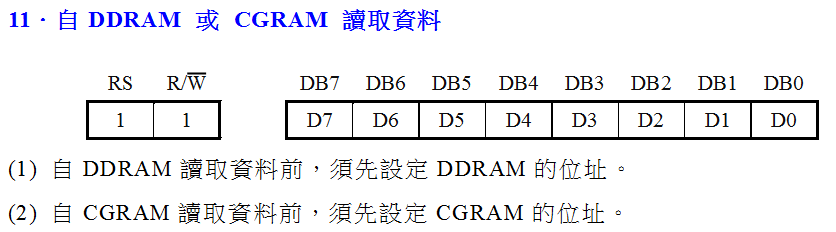 11．自 DDRAM 或 CGRAM 讀取資料
RS R/W̅ DB7 DB6 DB5 DB4 DB3 DB2 DB1 DB0
1 1 D7 D6 D5 D4 D3 D2 D1 D0
(1) 自 DDRAM 讀取資料前，須先設定 DDRAM 的位址。
(2) 自 CGRAM 讀取資料前，須先設定 CGRAM 的位址。